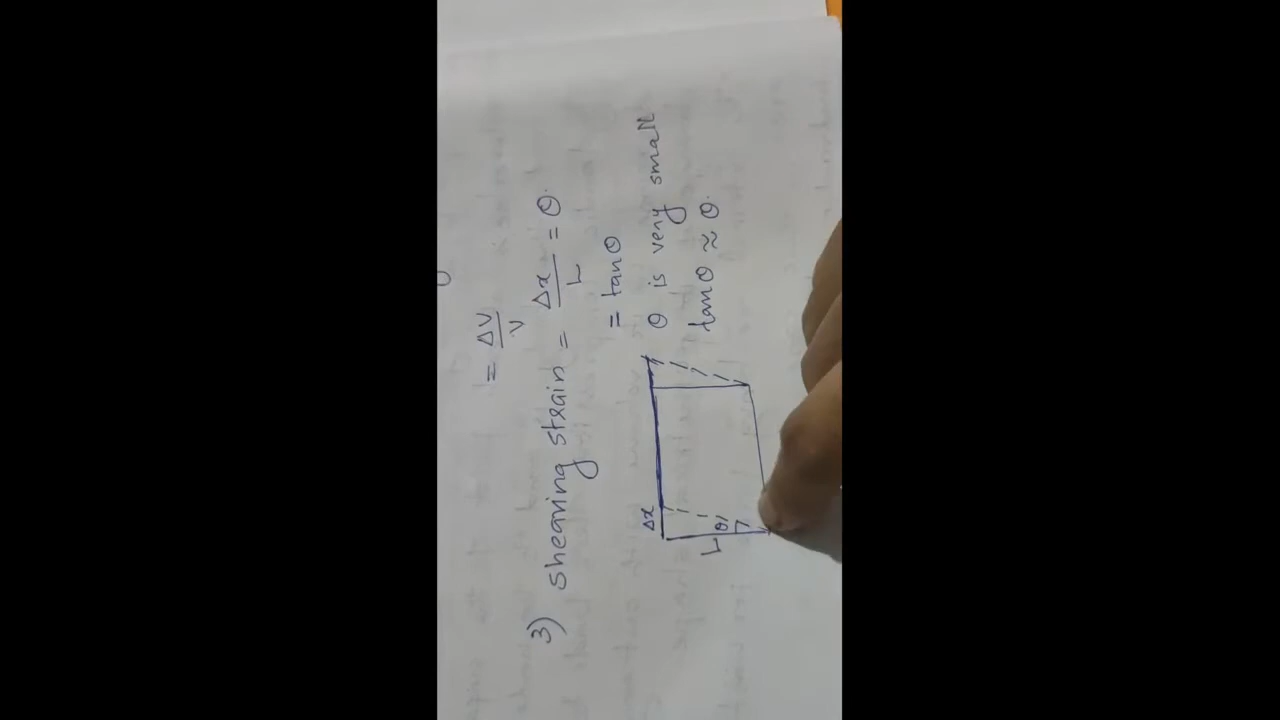 = ΔV/V
3) shearing strain = Δx/L = θ.
= tanθ
θ is very small
tanθ ≈ θ.
Δx
L
θ